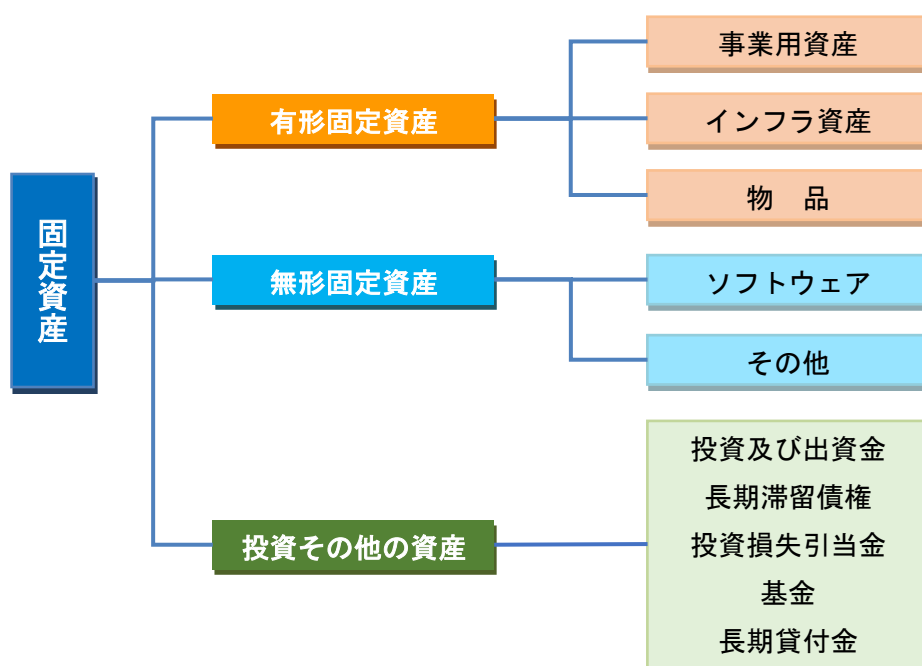 固定資産
有形固定資産
事業用資産
インフラ資産
物　品
無形固定資産
ソフトウェア
その他
投資その他の資産
投資及び出資金
長期滞留債権
投資損失引当金
基金
長期貸付金